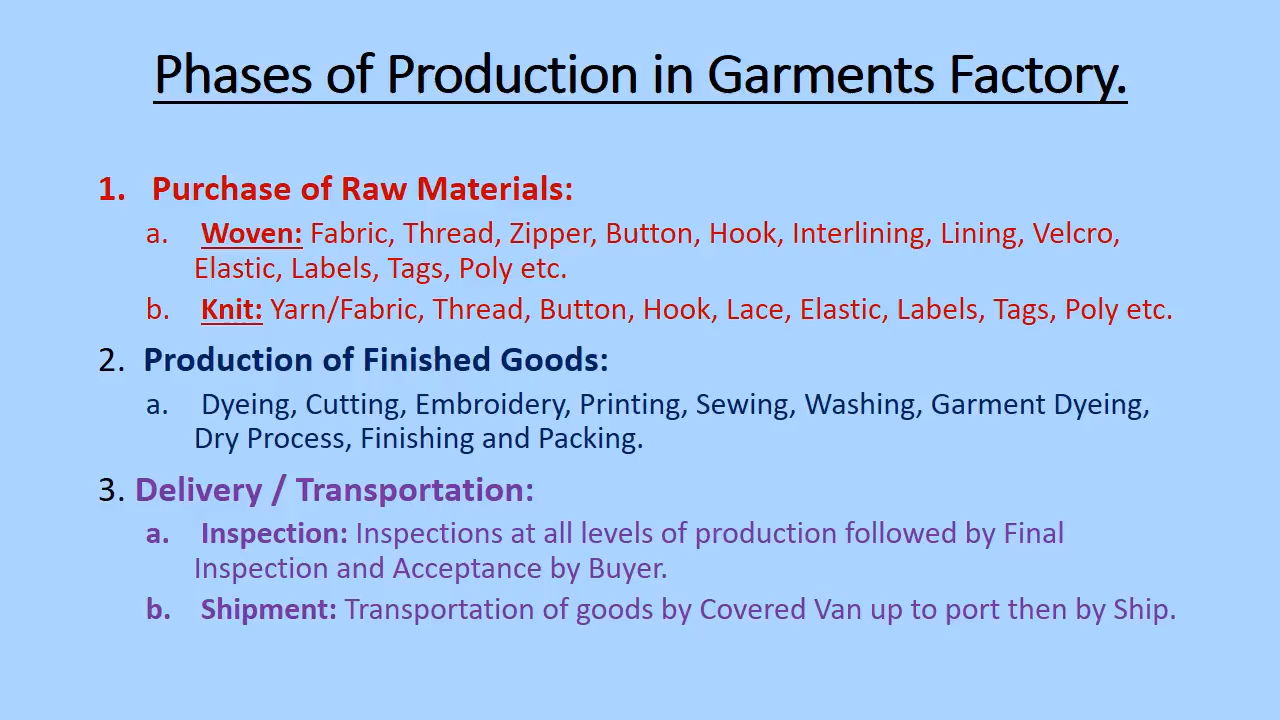 Phases of Production in Garments Factory.
1. Purchase of Raw Materials:
a. Woven: Fabric, Thread, Zipper, Button, Hook, Interlining, Lining, Velcro,
Elastic, Labels, Tags, Poly etc.
b. Knit: Yarn/Fabric, Thread, Button, Hook, Lace, Elastic, Labels, Tags, Poly etc.
2. Production of Finished Goods:
a. Dyeing, Cutting, Embroidery, Printing, Sewing, Washing, Garment Dyeing,
Dry Process, Finishing and Packing.
3. Delivery / Transportation:
a. Inspection: Inspections at all levels of production followed by Final
Inspection and Acceptance by Buyer.
b. Shipment: Transportation of goods by Covered Van up to port then by Ship.